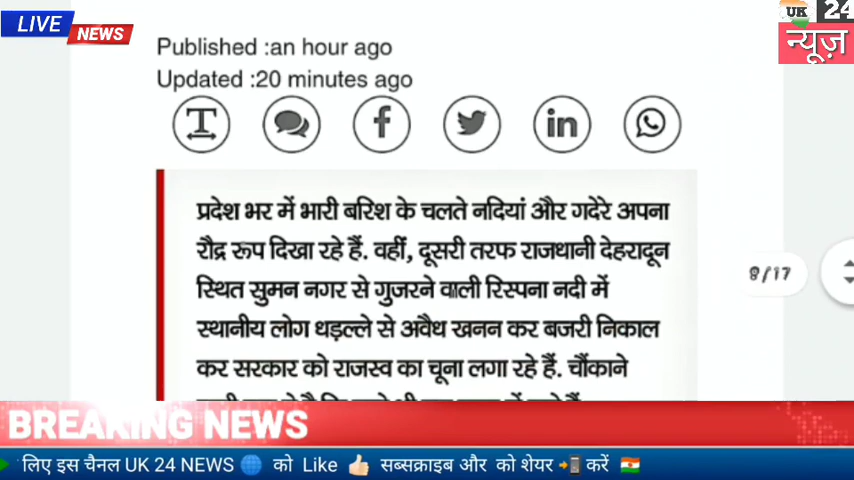 LIVE
NEWS
UK 24
न्यूज़
Published :an hour ago
Updated :20 minutes ago
T
f
in
प्रदेश भर में भारी बरिश के चलते नदियां और गदेरे अपना
रौद्र रूप दिखा रहे हैं. वहीं, दूसरी तरफ राजधानी देहरादून
स्थित सुमन नगर से गुजरने वाली रिस्पना नदी में
स्थानीय लोग धड़ल्ले से अवैध खनन कर बजरी निकाल
कर सरकार को राजस्व का चूना लगा रहे हैं. चौंकाने
8/17
BREAKING NEWS
लिए इस चैनल UK 24 NEWS 🌐 को Like 👍🏻 सब्सक्राइब और को शेयर 📲 करें 🇮🇳